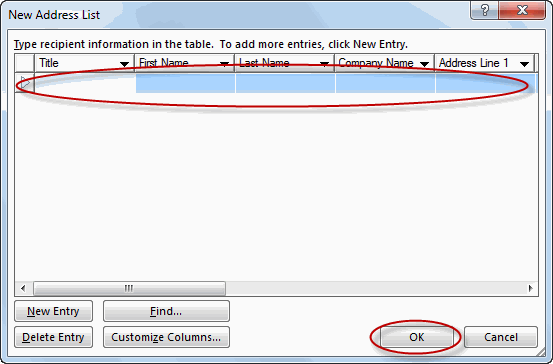 New Address List
Type recipient information in the table. To add more entries, click New Entry.
Title First Name Last Name Company Name Address Line 1
New Entry Find...
Delete Entry Customize Columns... OK Cancel